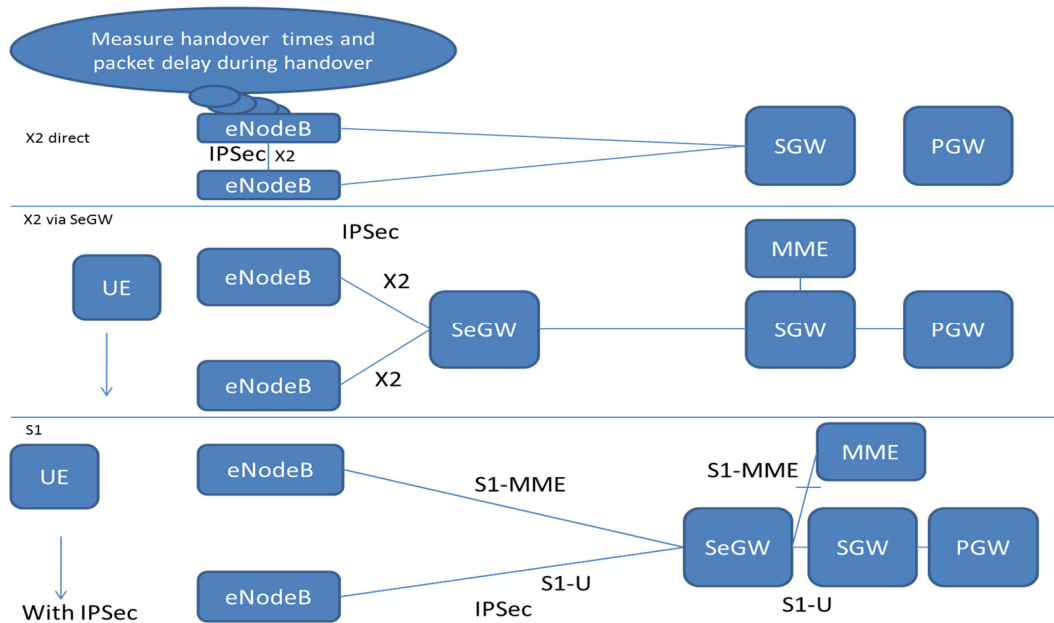 Measure handover times and
packet delay during handover
X2 direct
eNodeB
IPSec X2
eNodeB
SGW
PGW
X2 via SeGW
IPSec
UE
eNodeB
X2
MME
SeGW
SGW
PGW
eNodeB
X2
S1
UE
eNodeB
S1-MME
S1-MME
MME
SeGW
SGW
PGW
eNodeB
S1-U
IPSec
S1-U
With IPSec